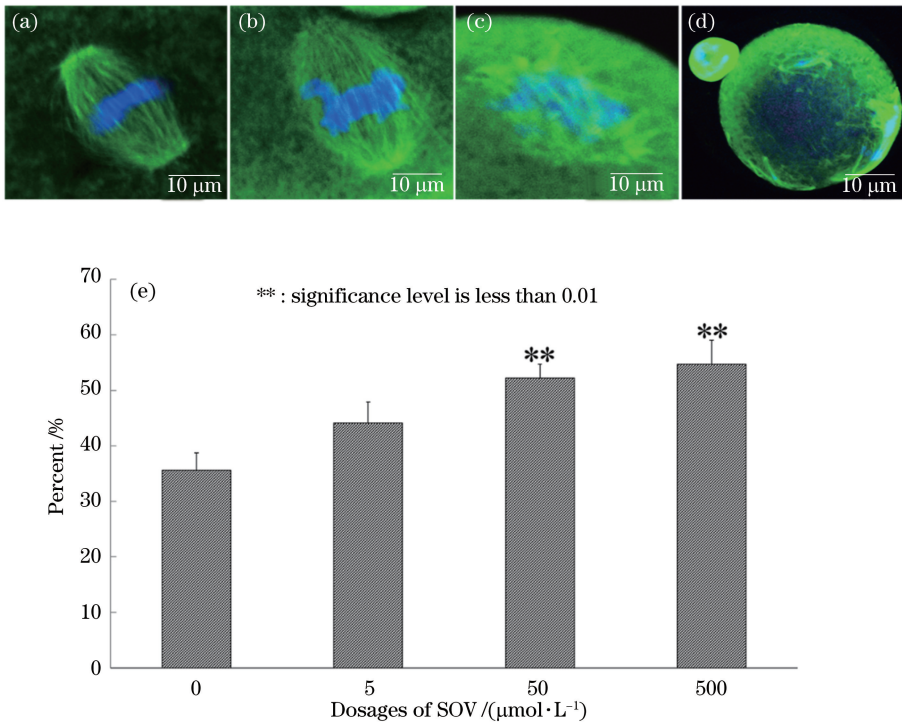 (a) (b) (c) (d)
10 μm 10 μm 10 μm 10 μm
70
(e) ** : significance level is less than 0.01
60
** **
50
40
Percent /%
30
20
10
0
0 5 50 500
Dosages of SOV /(μmol·L⁻¹)